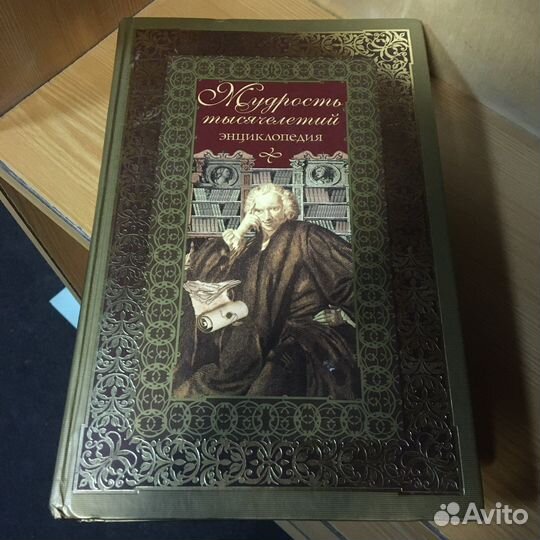 Мудрость
тысячелетий
энциклопедия
Avito